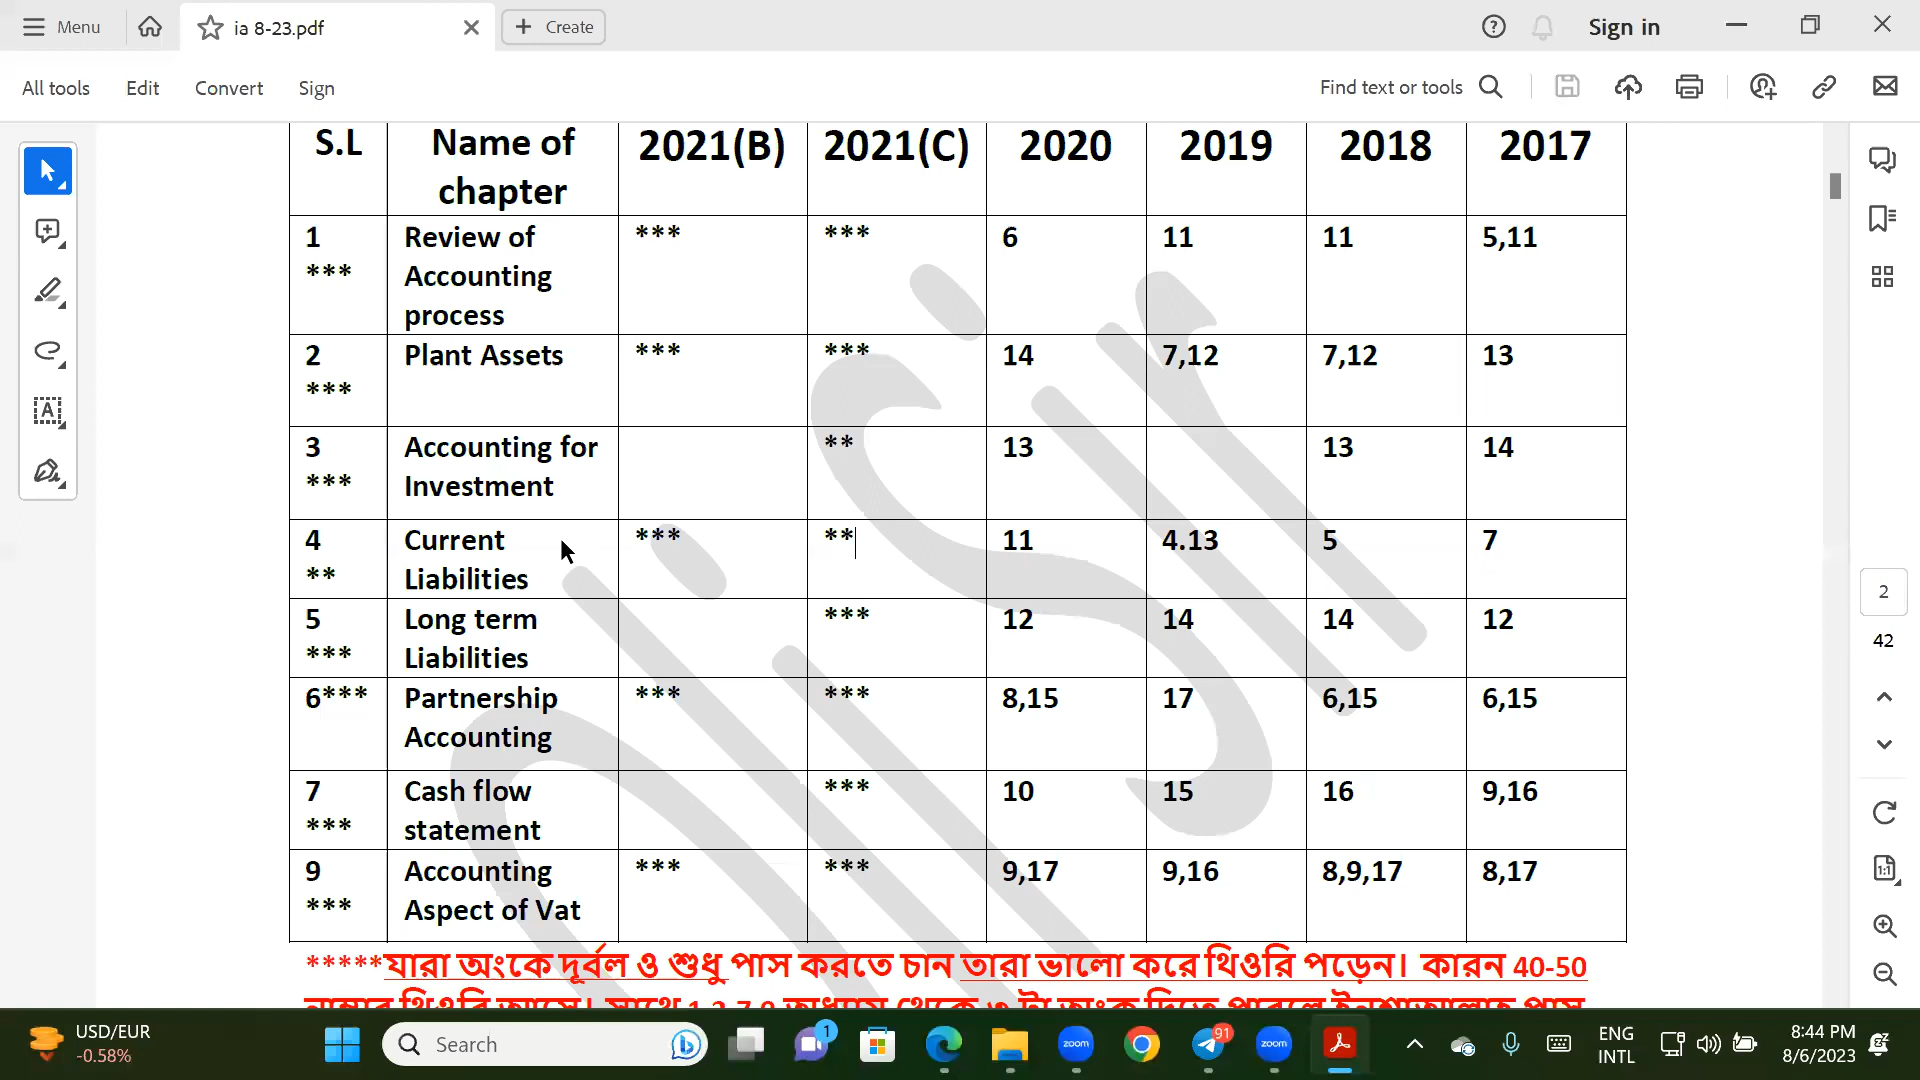 Menu
ia 8-23.pdf
Create
Sign in
All tools Edit Convert Sign
Find text or tools
S.L Name of chapter 2021(B) 2021(C) 2020 2019 2018 2017
1 *** Review of Accounting process *** *** 6 11 11 5,11
2 *** Plant Assets *** *** 14 7,12 7,12 13
3 *** Accounting for Investment ** 13 13 14
4 ** Current Liabilities *** ** 11 4.13 5 7
5 *** Long term Liabilities *** 12 14 14 12
6*** Partnership Accounting *** *** 8,15 17 6,15 6,15
7 *** Cash flow statement *** 10 15 16 9,16
9 *** Accounting Aspect of Vat *** *** 9,17 9,16 8,9,17 8,17
*****যারা অংকে দূর্বল ও শুধু পাস করতে চান তারা ভালো করে থিওরি পড়েন। কারন 40-50
2
42
USD/EUR
-0.58%
Search
1
zoom
91
zoom
ENG
INTL
8:44 PM
8/6/2023